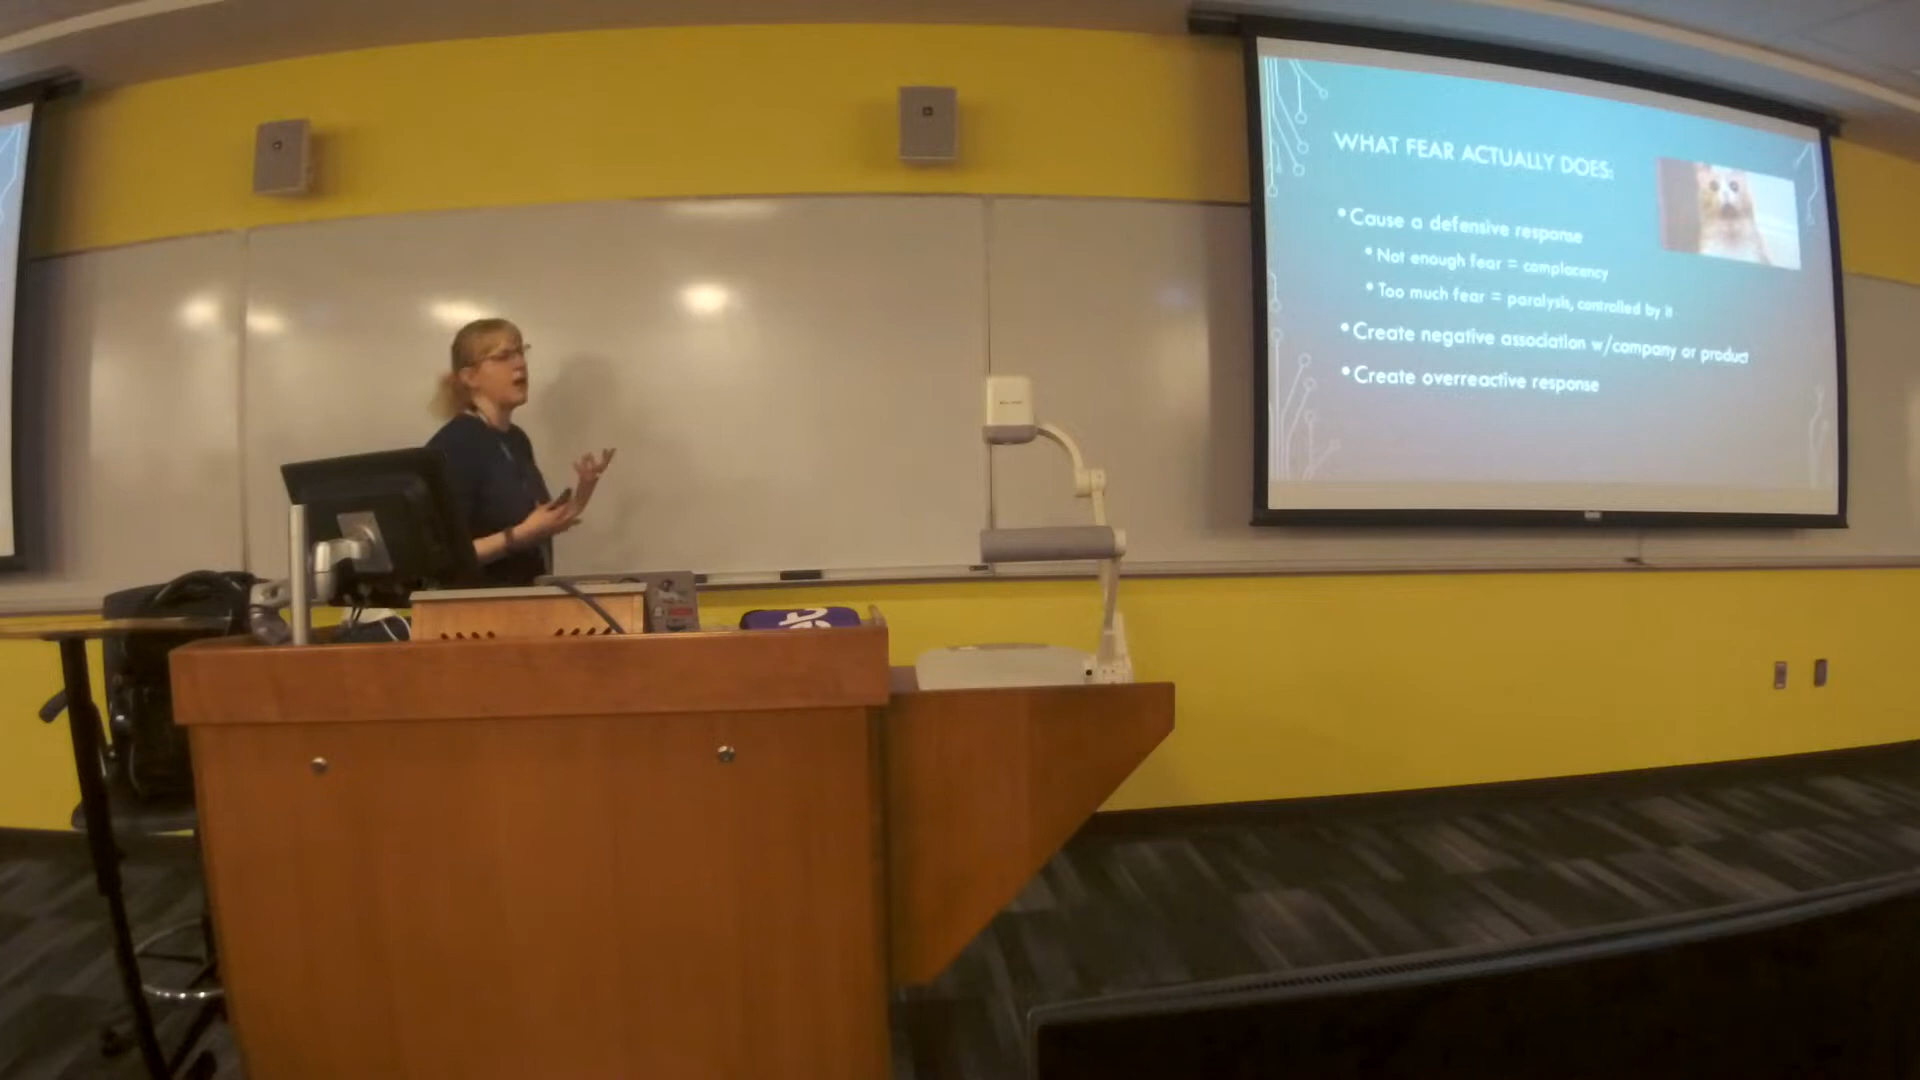 WHAT FEAR ACTUALLY DOES:
•Cause a defensive response
•Not enough fear = complacency
•Too much fear = paralysis, controlled by it
•Create negative association w/company or product
•Create overreactive response